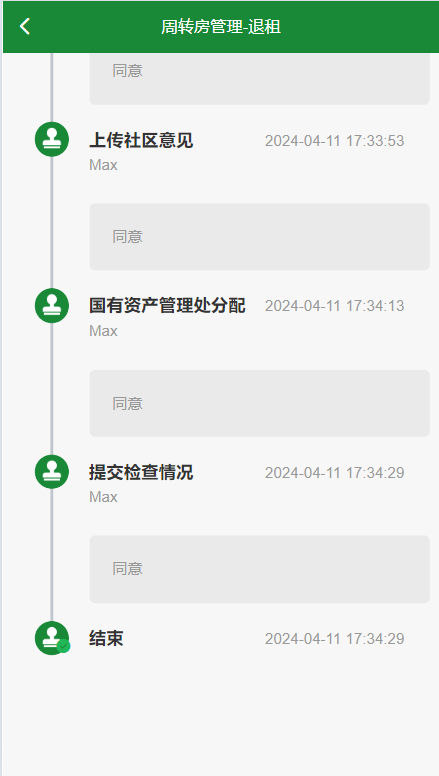 周转房管理-退租
同意
上传社区意见 2024-04-11 17:33:53
Max
同意
国有资产管理处分配 2024-04-11 17:34:13
Max
同意
提交检查情况 2024-04-11 17:34:29
Max
同意
结束 2024-04-11 17:34:29